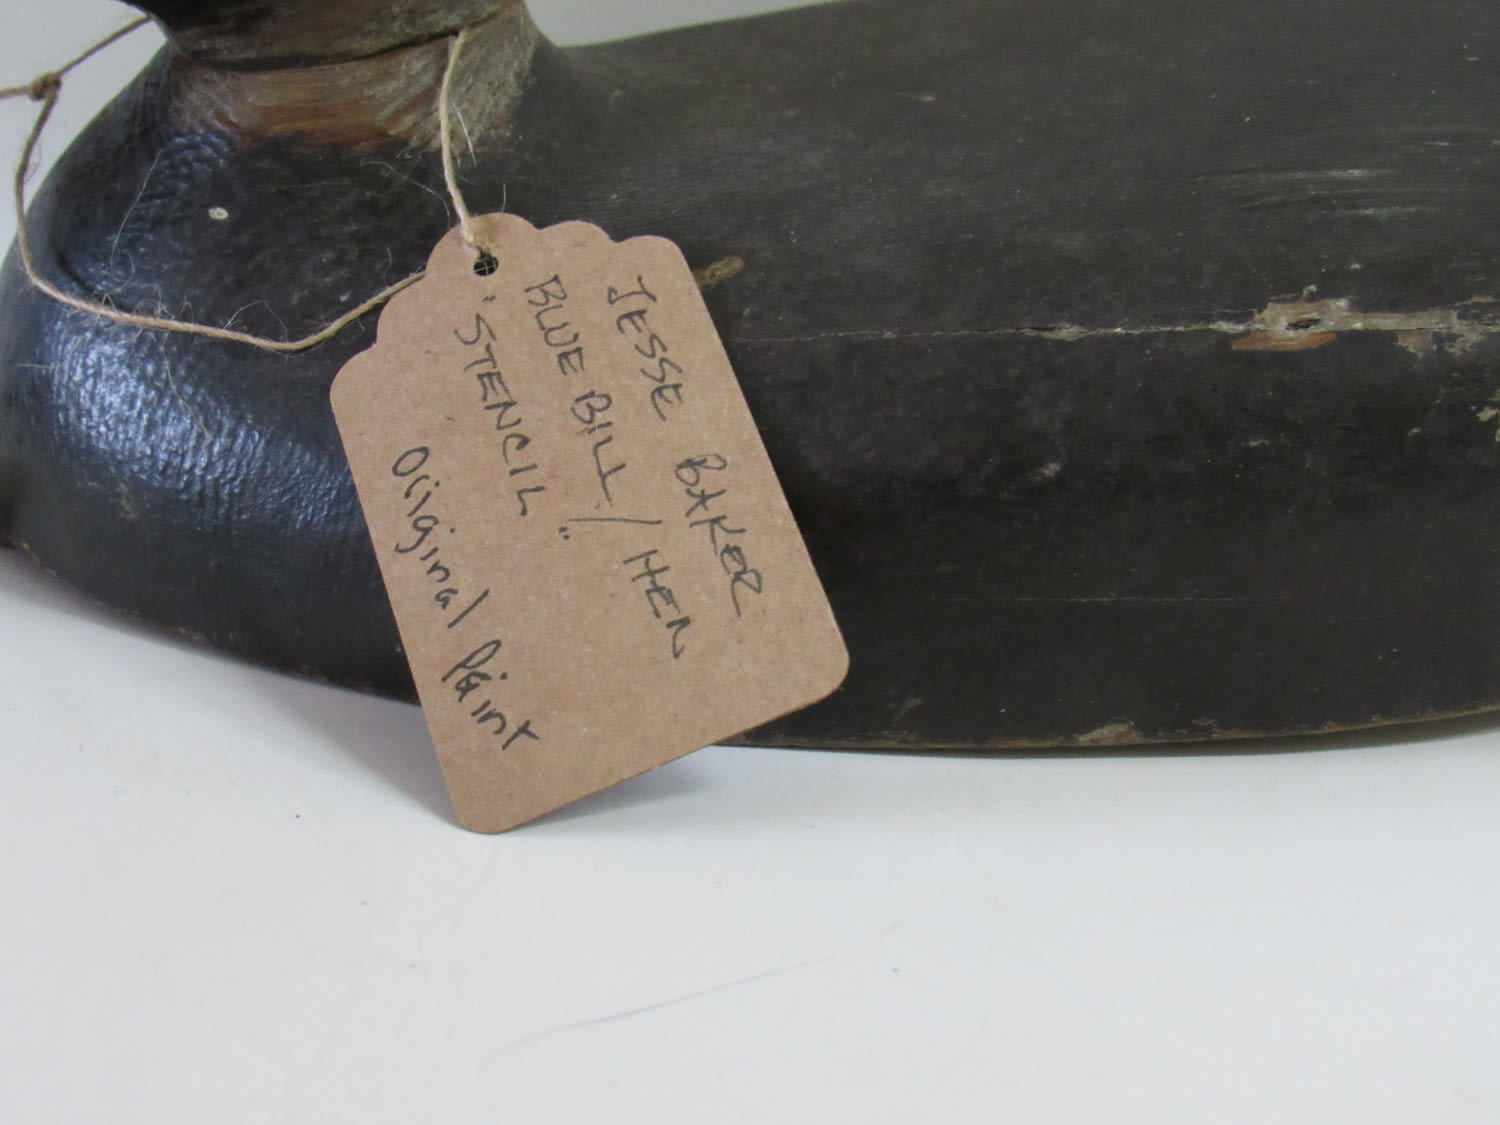 JESSE BAKER
BLUE BILL / HEN
"STENCIL"
Original Paint